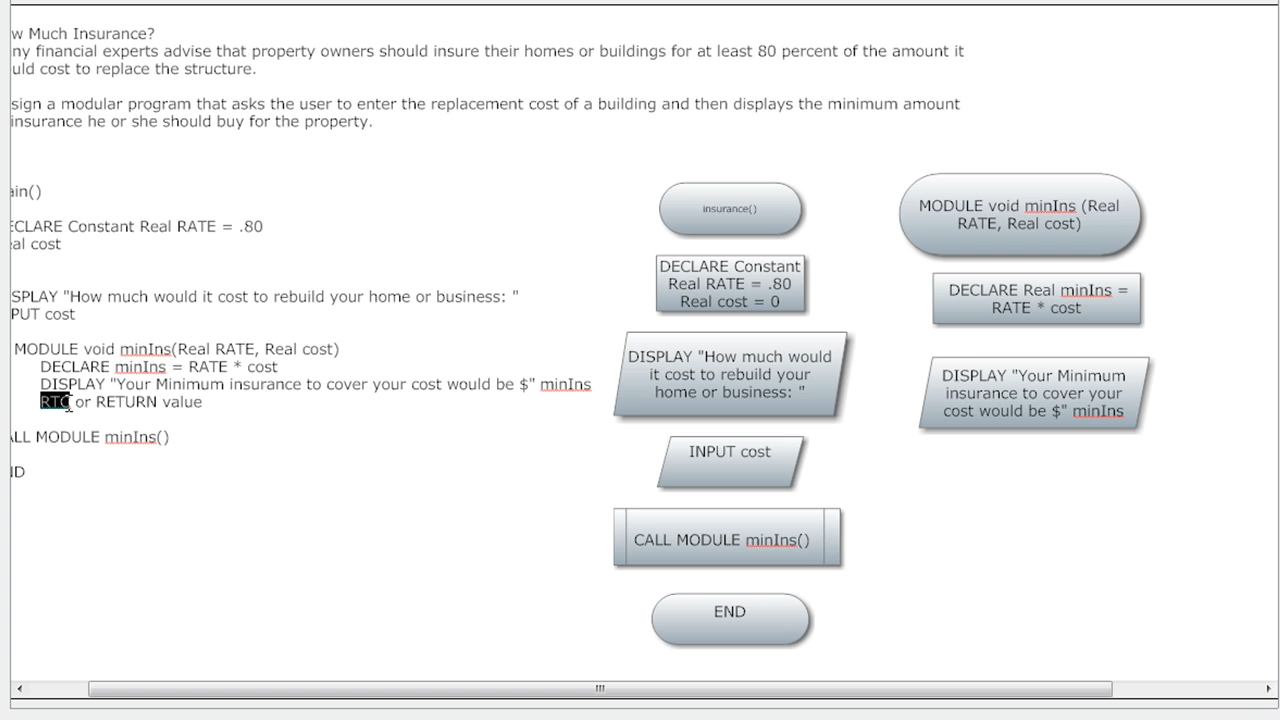 w Much Insurance?
ny financial experts advise that property owners should insure their homes or buildings for at least 80 percent of the amount it
uld cost to replace the structure.
sign a modular program that asks the user to enter the replacement cost of a building and then displays the minimum amount
insurance he or she should buy for the property.
ain()
ECLARE Constant Real RATE = .80
eal cost
SPLAY "How much would it cost to rebuild your home or business: "
PUT cost
MODULE void minIns(Real RATE, Real cost)
DECLARE minIns = RATE * cost
DISPLAY "Your Minimum insurance to cover your cost would be $" minIns
RTC or RETURN value
LL MODULE minIns()
ND
insurance()
DECLARE Constant
Real RATE = .80
Real cost = 0
DISPLAY "How much would
it cost to rebuild your
home or business: "
INPUT cost
CALL MODULE minIns()
END
MODULE void minIns (Real
RATE, Real cost)
DECLARE Real minIns =
RATE * cost
DISPLAY "Your Minimum
insurance to cover your
cost would be $" minIns